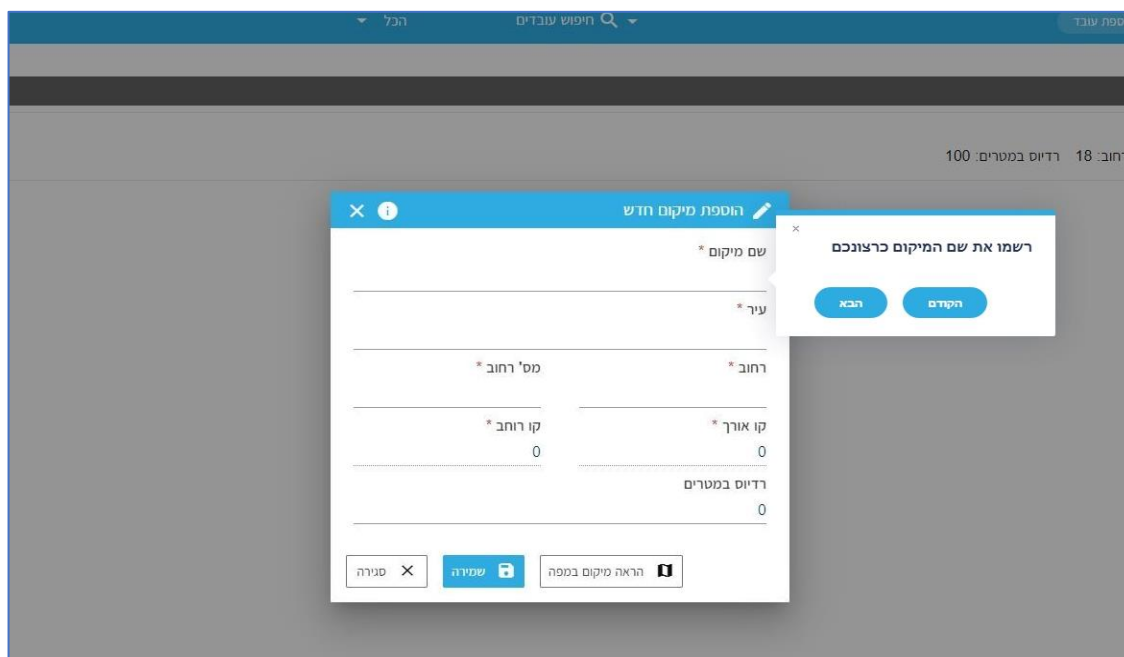 חיפוש עובדים הכל
רחוב: 18 רדיוס במטרים: 100
הוספת מיקום חדש
רשמו את שם המיקום כרצונכם
הקודם הבא
שם מיקום *
עיר *
רחוב * מס' רחוב *
קו אורך * קו רוחב *
0 0
רדיוס במטרים
0
הראה מיקום במפה שמירה סגירה